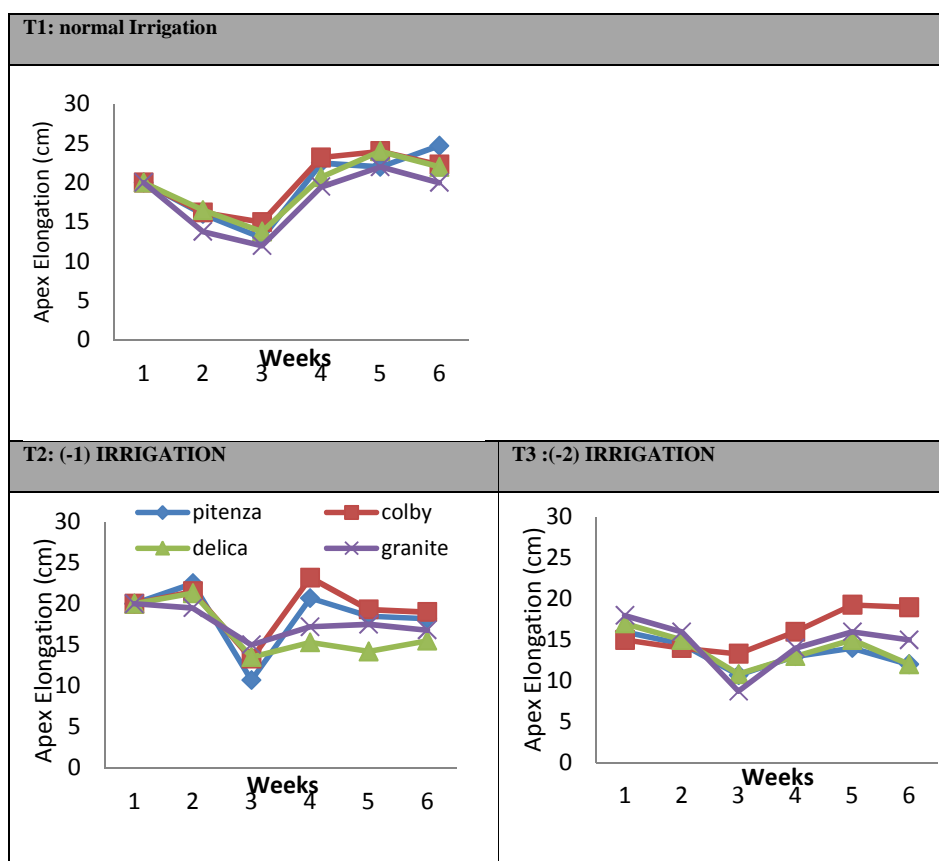 T1: normal Irrigation
Apex Elongation (cm)
30
25
20
15
10
5
0
Weeks
1 2 3 4 5 6
T2: (-1) IRRIGATION
Apex Elongation (cm)
pitenza colby
delica granite
30
25
20
15
10
5
0
Weeks
1 2 3 4 5 6
T3 :(-2) IRRIGATION
Apex Elongation (cm)
30
25
20
15
10
5
0
Weeks
1 2 3 4 5 6